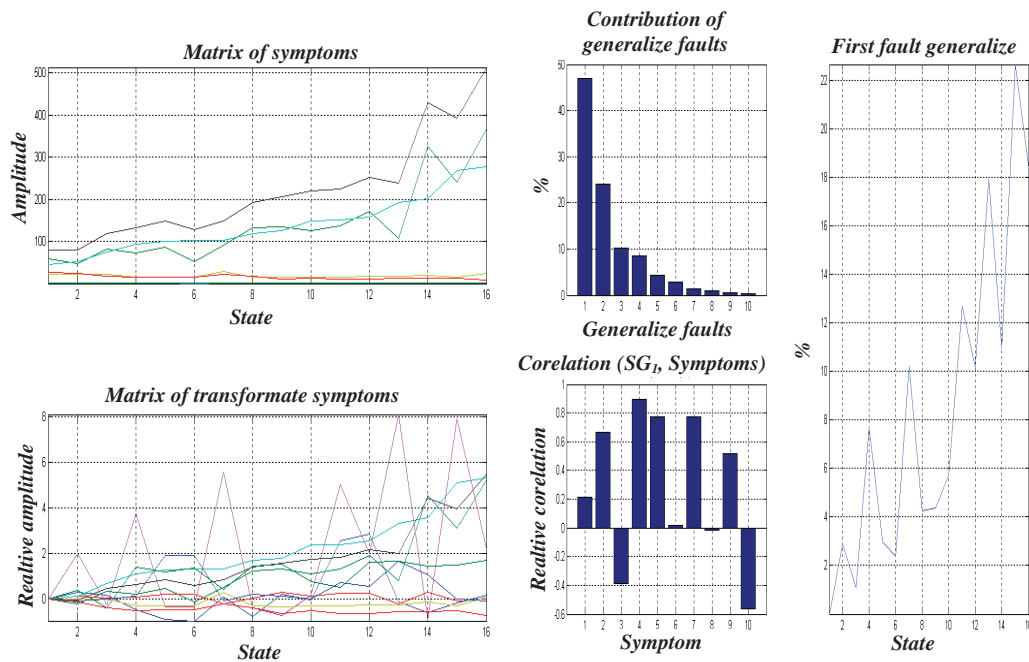 Matrix of symptoms
500
400
300
200
100
Amplitude
2 4 6 8 10 12 14 16
State
Matrix of transformate symptoms
8
6
4
2
0
Realtive amplitude
2 4 6 8 10 12 14 16
State
Contribution of
generalize faults
50
40
30
20
10
0
%
1 2 3 4 5 6 7 8 9 10
Generalize faults
Corelation (SG1, Symptoms)
1
0.8
0.6
0.4
0.2
0
-0.2
-0.4
-0.6
Realtive corelation
1 2 3 4 5 6 7 8 9 10
Symptom
First fault generalize
22
20
18
16
14
12
10
8
6
4
2
%
2 4 6 8 10 12 14 16
State